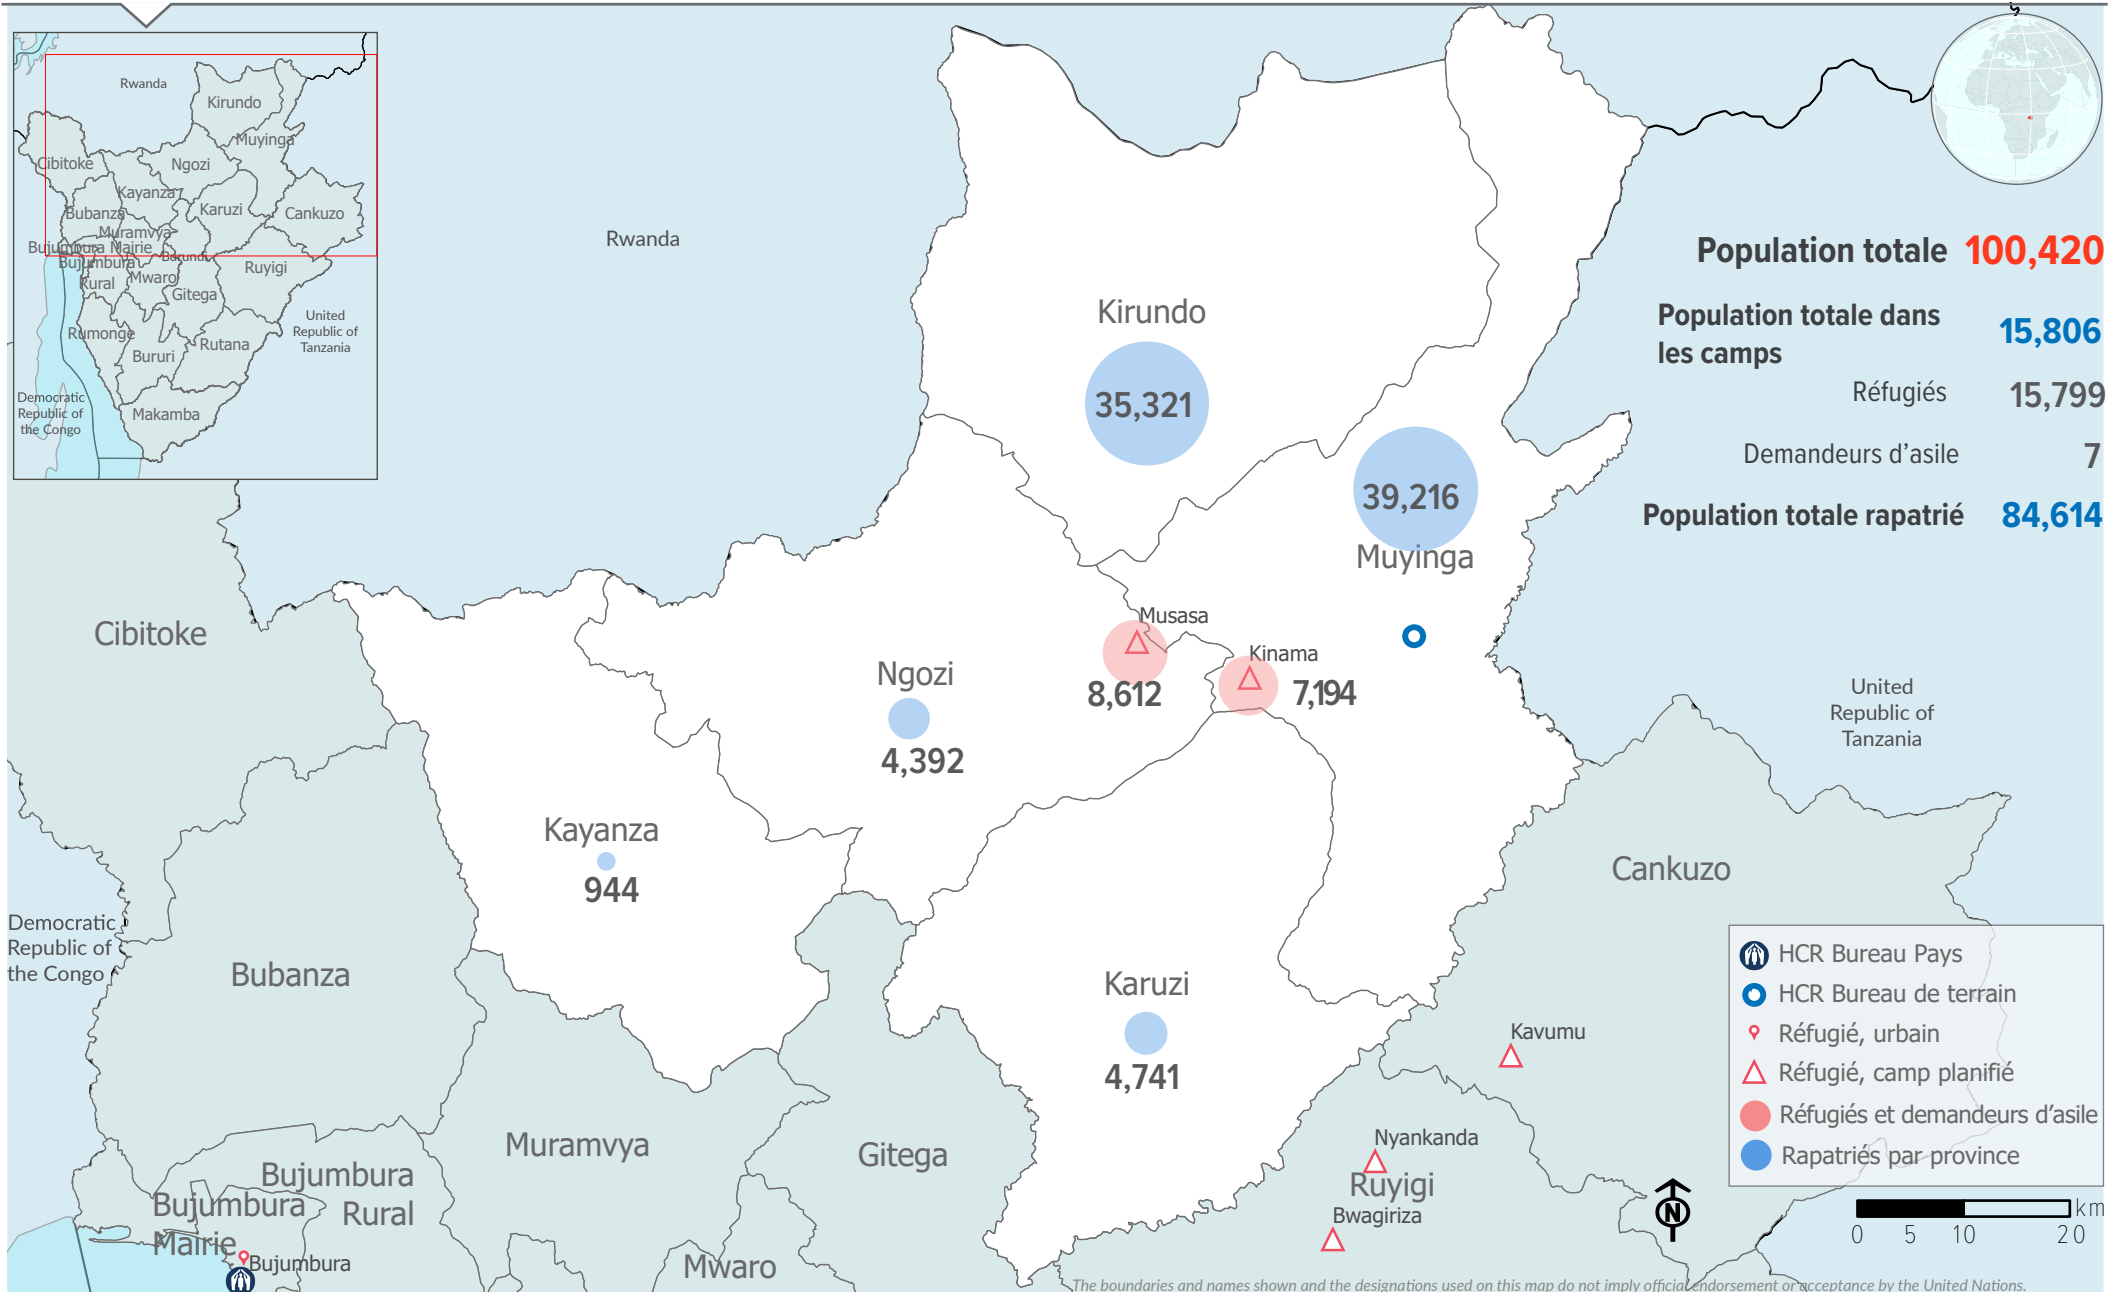 Rwanda
Kirundo
Muyinga
Cibitoke
Ngozi
Kayanza
Karuzi
Cankuzo
Bubanza
Muramvya
Bujumbura Mairie
Burundi
Bujumbura
Rural
Mwaro
Ruyigi
Gitega
United
Republic of
Tanzania
Rumonge
Rutana
Bururi
Democratic
Republic of
the Congo
Makamba
Rwanda
Population totale 100,420
Population totale dans
les camps
15,806
Réfugiés 15,799
Demandeurs d'asile 7
Population totale rapatrié 84,614
Kirundo
35,321
39,216
Muyinga
Cibitoke
Musasa
8,612
Kinama
7,194
Ngozi
4,392
United
Republic of
Tanzania
Kayanza
944
Cankuzo
Democratic
Republic of
the Congo
Bubanza
Karuzi
4,741
Kavumu
HCR Bureau Pays
HCR Bureau de terrain
Réfugié, urbain
Réfugié, camp planifié
Réfugiés et demandeurs d'asile
Rapatriés par province
Muramvya
Gitega
Nyankanda
Ruyigi
Bwagiriza
Bujumbura
Rural
Bujumbura
Mairie
Bujumbura
Mwaro
N
km
0 5 10 20
The boundaries and names shown and the designations used on this map do not imply official endorsement or acceptance by the United Nations.